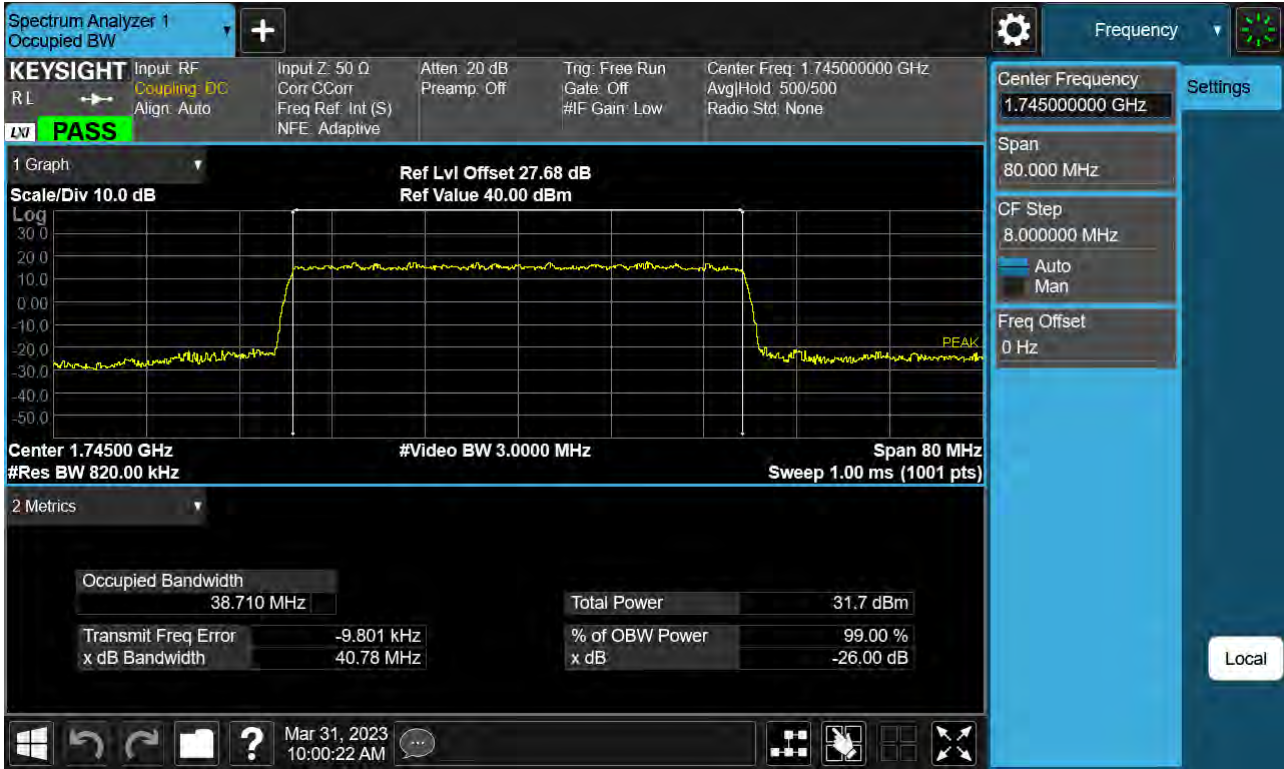 Spectrum Analyzer 1
Occupied BW
+
Frequency
KEYSIGHT
Input: RF
Coupling: DC
Align: Auto
Input Z: 50 Ω
Corr CCorr
Freq Ref: Int (S)
NFE: Adaptive
Atten: 20 dB
Preamp: Off
Trig: Free Run
Gate: Off
#IF Gain: Low
Center Freq: 1.745000000 GHz
Avg|Hold: 500/500
Radio Std: None
R L
LXI
PASS
Center Frequency
1.745000000 GHz
Settings
Span
80.000 MHz
CF Step
8.000000 MHz
Auto
Man
Freq Offset
0 Hz
1 Graph
Scale/Div 10.0 dB
Ref Lvl Offset 27.68 dB
Ref Value 40.00 dBm
Log
30.0
20.0
10.0
0.00
-10.0
-20.0
-30.0
-40.0
-50.0
PEAK
Center 1.74500 GHz
#Video BW 3.0000 MHz
Span 80 MHz
#Res BW 820.00 kHz
Sweep 1.00 ms (1001 pts)
2 Metrics
Occupied Bandwidth
38.710 MHz
Total Power 31.7 dBm
Transmit Freq Error -9.801 kHz
% of OBW Power 99.00 %
x dB Bandwidth 40.78 MHz
x dB -26.00 dB
Local
?
Mar 31, 2023
10:00:22 AM